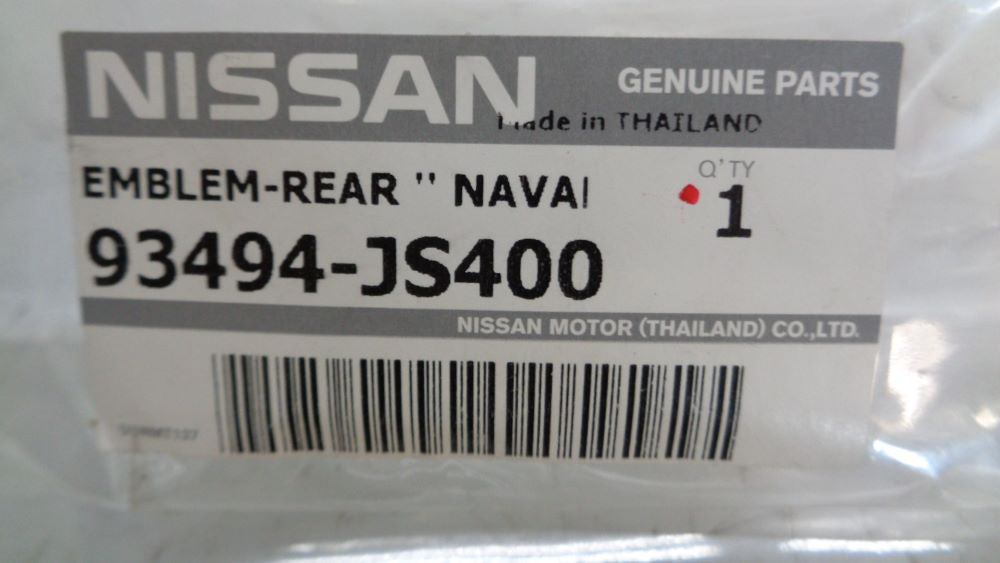 NISSAN GENUINE PARTS
Made in THAILAND
EMBLEM-REAR " NAVAI
Q'TY
93494-JS400 1
NISSAN MOTOR (THAILAND) CO.,LTD.